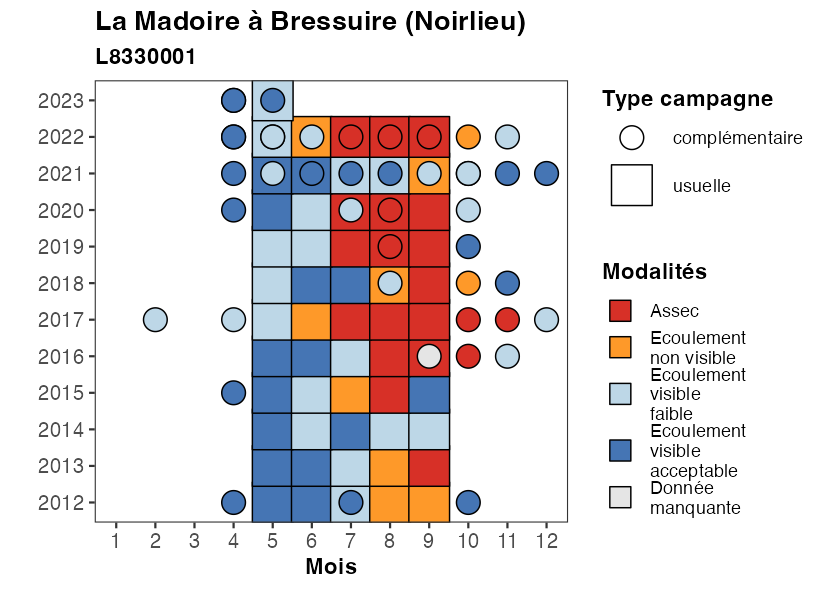 La Madoire à Bressuire (Noirlieu)
L8330001
2023
2022
2021
2020
2019
2018
2017
2016
2015
2014
2013
2012
1 2 3 4 5 6 7 8 9 10 11 12
Mois
Type campagne
complémentaire
usuelle
Modalités
Assec
Ecoulement
non visible
Ecoulement
visible
faible
Ecoulement
visible
acceptable
Donnée
manquante